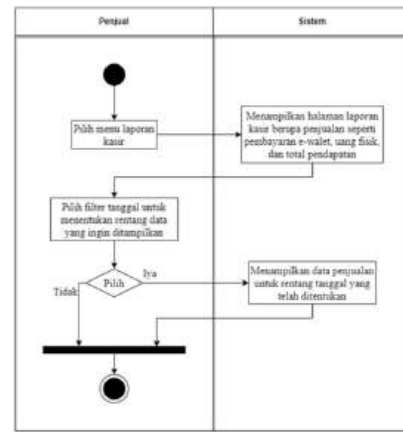 Penjual
Sistem
Pilih menu laporan
kasir
Menampilkan halaman laporan
kasir berupa penjualan seperti
pembayaran e-walet, uang fisik,
dan total pendapatan
Pilih filter tanggal untuk
menentukan rentang data
yang ingin ditampilkan
Pilih
Iya
Tidak
Menampilkan data penjualan
untuk rentang tanggal yang
telah ditentukan